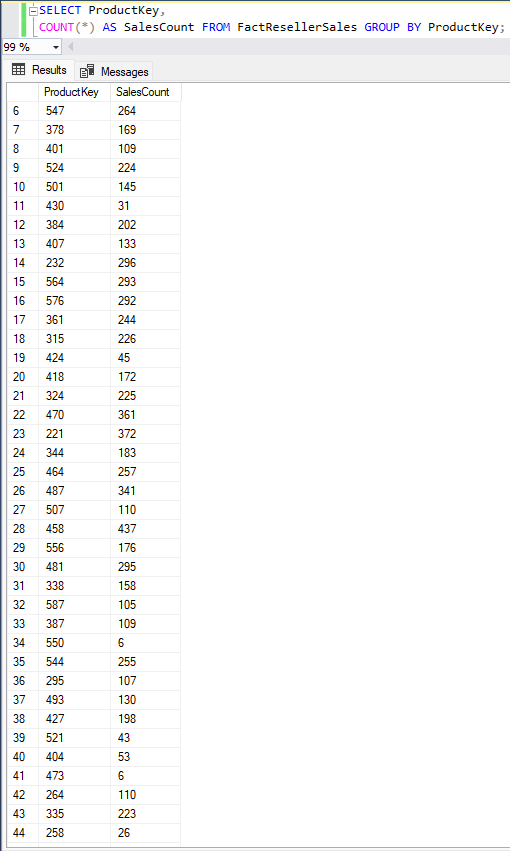 SELECT ProductKey,
COUNT(*) AS SalesCount FROM FactResellerSales GROUP BY ProductKey;
99 %
Results Messages
ProductKey SalesCount
6 547 264
7 378 169
8 401 109
9 524 224
10 501 145
11 430 31
12 384 202
13 407 133
14 232 296
15 564 293
16 576 292
17 361 244
18 315 226
19 424 45
20 418 172
21 324 225
22 470 361
23 221 372
24 344 183
25 464 257
26 487 341
27 507 110
28 458 437
29 556 176
30 481 295
31 338 158
32 587 105
33 387 109
34 550 6
35 544 255
36 295 107
37 493 130
38 427 198
39 521 43
40 404 53
41 473 6
42 264 110
43 335 223
44 258 26